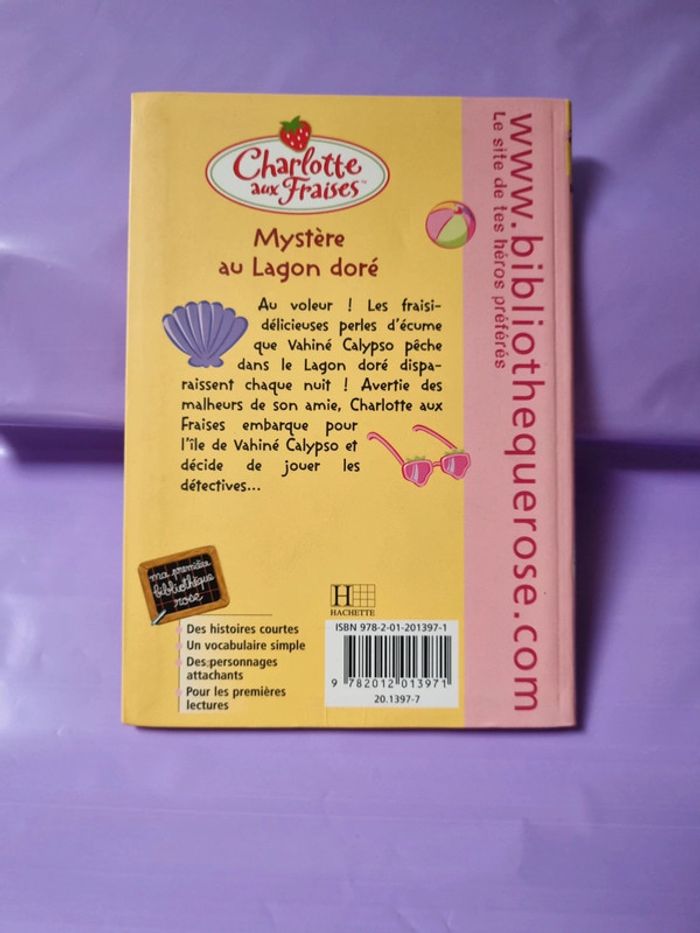 Charlotte
aux Fraises™
Mystère
au Lagon doré
Au voleur ! Les fraisi-
délicieuses perles d'écume
que Vahiné Calypso pêche
dans le Lagon doré dispa-
raissent chaque nuit ! Avertie des
malheurs de son amie, Charlotte aux
Fraises embarque pour
l'île de Vahiné Calypso et
décide de jouer les
détectives...
ma première
bibliothèque
rose
Des histoires courtes
Un vocabulaire simple
Des personnages
attachants
Pour les premières
lectures
H
HACHETTE
ISBN 978-2-01-201397-1
9 782012 013971
20.1397-7
www.bibliothequerose.com
Le site de tes héros préférés